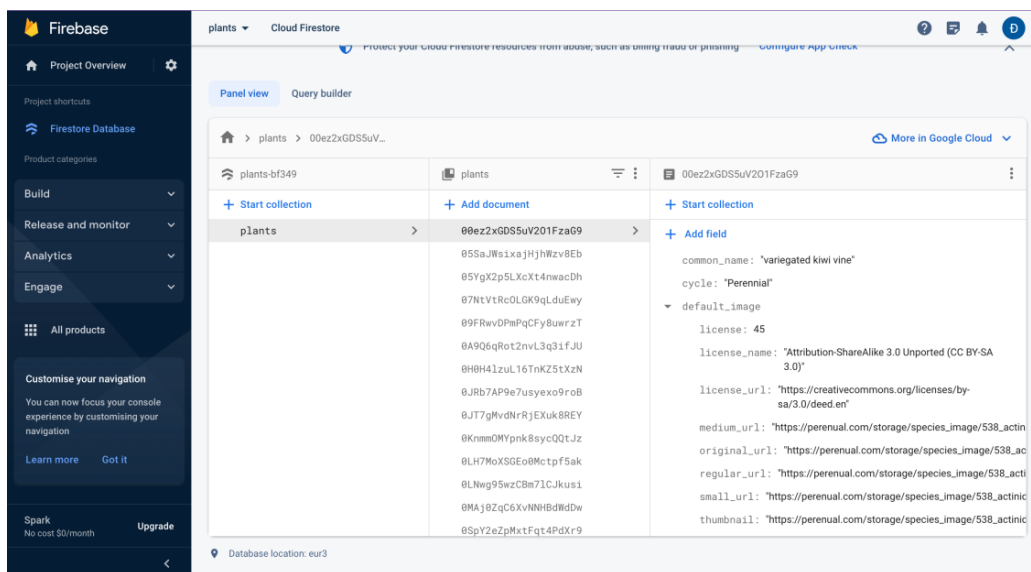 Firebase
plants
Cloud Firestore
Đ
Protect your Cloud Firestore resources from abuse, such as billing fraud or phishing
Configure App Check
Project Overview
Project shortcuts
Firestore Database
Product categories
Build
Release and monitor
Analytics
Engage
All products
Customise your navigation
You can now focus your console
experience by customising your
navigation
Learn more Got it
Spark
No cost $0/month
Upgrade
Panel view Query builder
> plants > 00ez2xGDS5uV...
More in Google Cloud
plants-bf349
+ Start collection
plants
plants
+ Add document
00ez2xGDS5uV2O1FzaG9
05SaJWsixajHjhWzv8Eb
05YgX2p5LXcXt4nwacDh
07NtVtRcOLGK9qLduEwy
09FRwvDPmPqCFy8uwrzT
0A9Q6qRot2nvL3q3ifJU
0H0H4lzuL16TnKZ5tXzN
0JRb7AP9e7usyexo9roB
0JT7gMvdNrRjEXuk8REY
0KnmmOMYpnk8sycQQtJz
0LH7MoXSGEo0Mctpf5ak
0LNwg95wzCBm7lCJkusi
0MAj0ZqC6XvNNHBdWdDw
0SpY2eZpMxtFqt4PdXr9
00ez2xGDS5uV2O1FzaG9
+ Start collection
+ Add field
common_name: "variegated kiwi vine"
cycle: "Perennial"
default_image
license: 45
license_name: "Attribution-ShareAlike 3.0 Unported (CC BY-SA
3.0)"
license_url: "https://creativecommons.org/licenses/by-
sa/3.0/deed.en"
medium_url: "https://perenual.com/storage/species_image/538_actin
original_url: "https://perenual.com/storage/species_image/538_ac
regular_url: "https://perenual.com/storage/species_image/538_acti
small_url: "https://perenual.com/storage/species_image/538_actinic
thumbnail: "https://perenual.com/storage/species_image/538_actinic
Database location: eur3